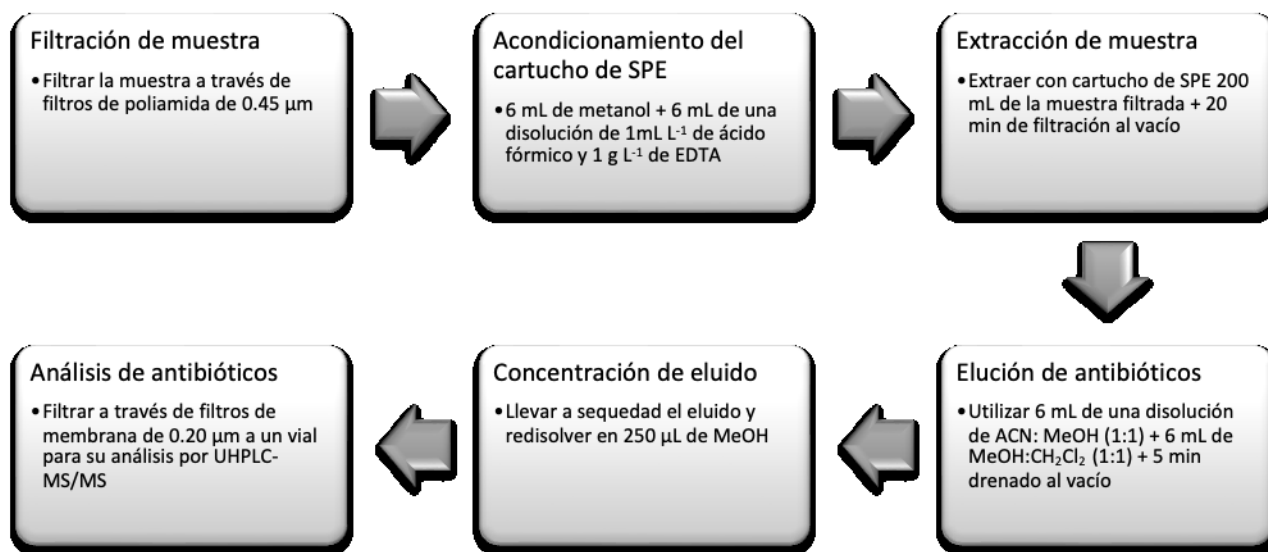 Filtración de muestra
•Filtrar la muestra a través de
filtros de poliamida de 0.45 µm
Acondicionamiento del
cartucho de SPE
•6 mL de metanol + 6 mL de una
disolución de 1mL L⁻¹ de ácido
fórmico y 1 g L⁻¹ de EDTA
Extracción de muestra
•Extraer con cartucho de SPE 200
mL de la muestra filtrada + 20
min de filtración al vacío
Elución de antibióticos
•Utilizar 6 mL de una disolución
de ACN: MeOH (1:1) + 6 mL de
MeOH:CH₂Cl₂ (1:1) + 5 min
drenado al vacío
Concentración de eluido
•Llevar a sequedad el eluido y
redisolver en 250 µL de MeOH
Análisis de antibióticos
•Filtrar a través de filtros de
membrana de 0.20 µm a un vial
para su análisis por UHPLC-
MS/MS